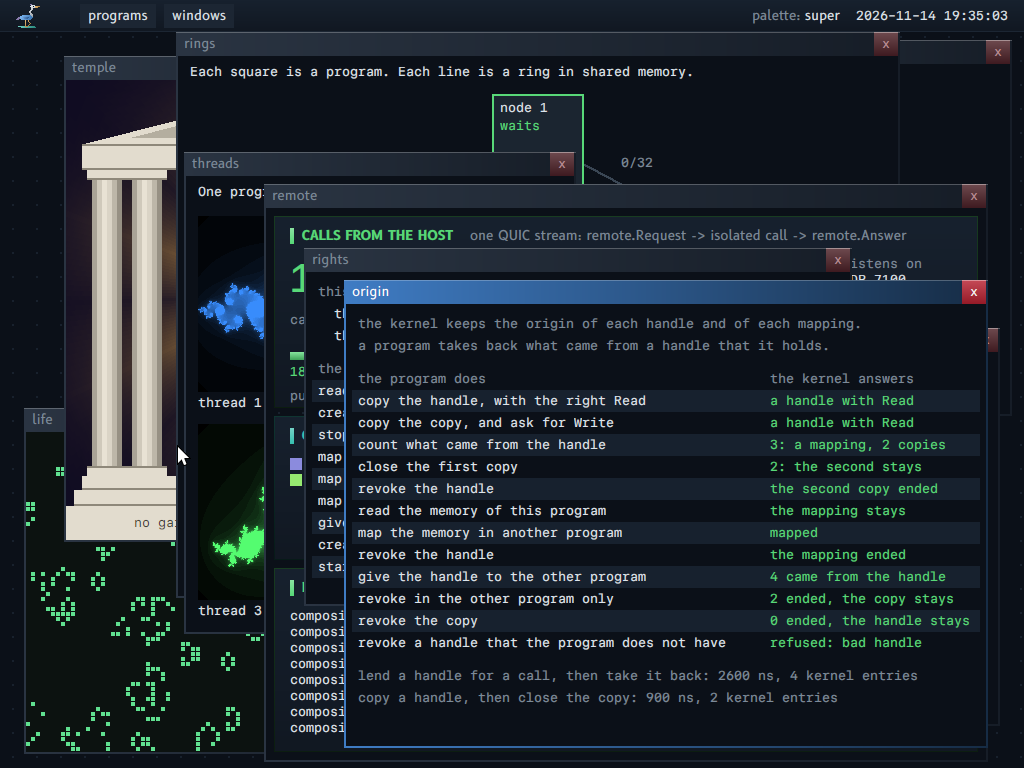 programs windows palette: super 2026-11-14 19:35:03
rings x
x
Each square is a program. Each line is a ring in shared memory.
temple
node 1
waits
0/32
threads x
remote x
CALLS FROM THE HOST one QUIC stream: remote.Request -> isolated call -> remote.Answer
rights x
origin x
the kernel keeps the origin of each handle and of each mapping.
a program takes back what came from a handle that it holds.
the program does the kernel answers
copy the handle, with the right Read a handle with Read
copy the copy, and ask for Write a handle with Read
count what came from the handle 3: a mapping, 2 copies
close the first copy 2: the second stays
revoke the handle the second copy ended
read the memory of this program the mapping stays
map the memory in another program mapped
revoke the handle the mapping ended
give the handle to the other program 4 came from the handle
revoke in the other program only 2 ended, the copy stays
revoke the copy 0 ended, the handle stays
revoke a handle that the program does not have refused: bad handle
lend a handle for a call, then take it back: 2600 ns, 4 kernel entries
copy a handle, then close the copy: 900 ns, 2 kernel entries
One
thread 1
thread 3
life
no
the
stop
map
map
map